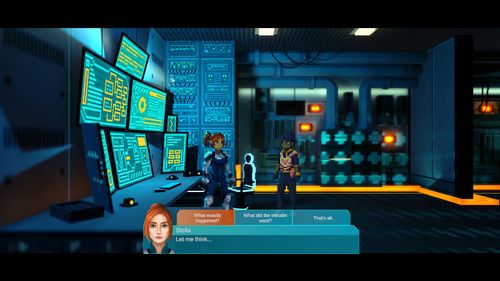 What exactly
happened?
What did the intruder
want?
That's all.
Stella
Let me think...